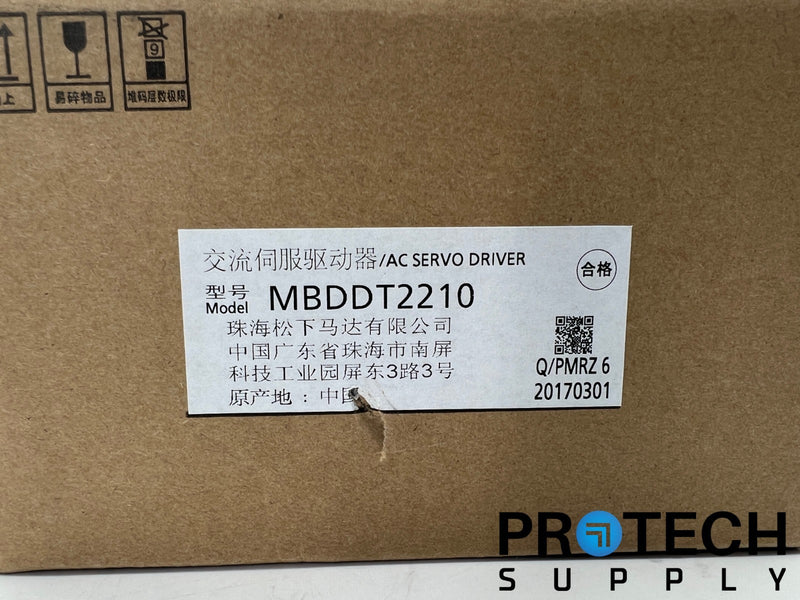 上
易碎物品
9
堆码层数极限
交流伺服驱动器/AC SERVO DRIVER
合格
型号
Model MBDDT2210
珠海松下马达有限公司
中国广东省珠海市南屏
科技工业园屏东3路3号
原产地：中国
Q/PMRZ 6
20170301
PROTECH
SUPPLY